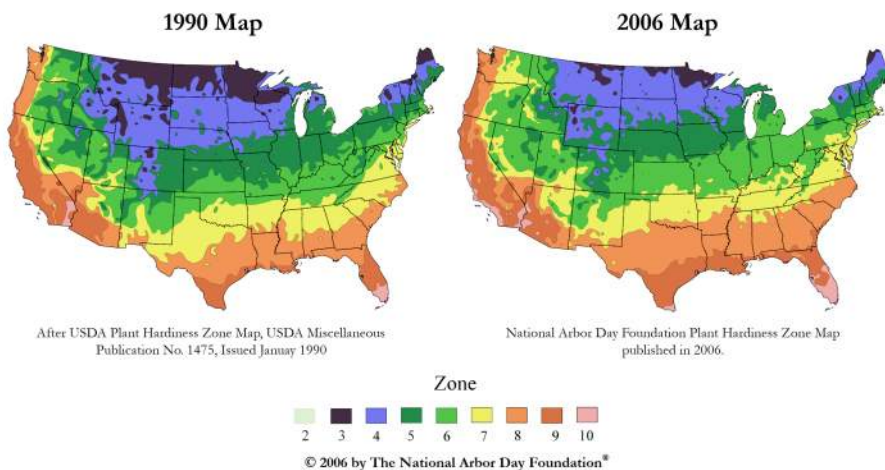 1990 Map
2006 Map
After USDA Plant Hardiness Zone Map, USDA Miscellaneous
Publication No. 1475, Issued Januay 1990
National Arbor Day Foundation Plant Hardiness Zone Map
published in 2006.
Zone
2 3 4 5 6 7 8 9 10
© 2006 by The National Arbor Day Foundation®